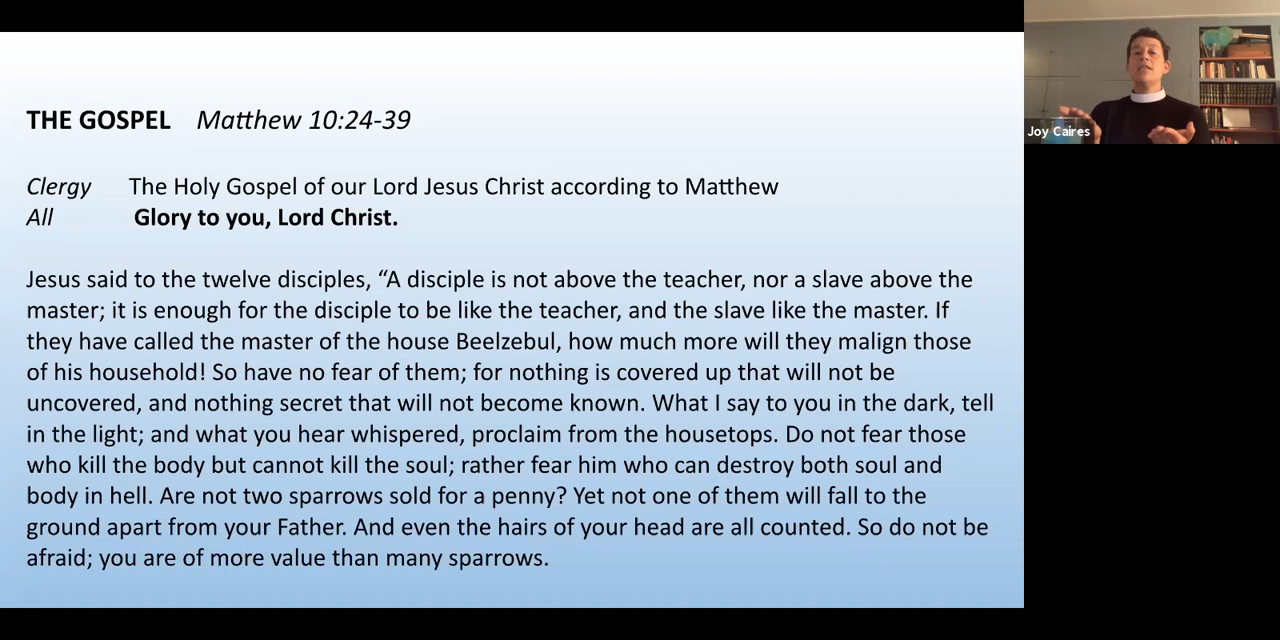 THE GOSPEL Matthew 10:24-39
Clergy The Holy Gospel of our Lord Jesus Christ according to Matthew
All Glory to you, Lord Christ.
Jesus said to the twelve disciples, “A disciple is not above the teacher, nor a slave above the
master; it is enough for the disciple to be like the teacher, and the slave like the master. If
they have called the master of the house Beelzebul, how much more will they malign those
of his household! So have no fear of them; for nothing is covered up that will not be
uncovered, and nothing secret that will not become known. What I say to you in the dark, tell
in the light; and what you hear whispered, proclaim from the housetops. Do not fear those
who kill the body but cannot kill the soul; rather fear him who can destroy both soul and
body in hell. Are not two sparrows sold for a penny? Yet not one of them will fall to the
ground apart from your Father. And even the hairs of your head are all counted. So do not be
afraid; you are of more value than many sparrows.
Joy Caires